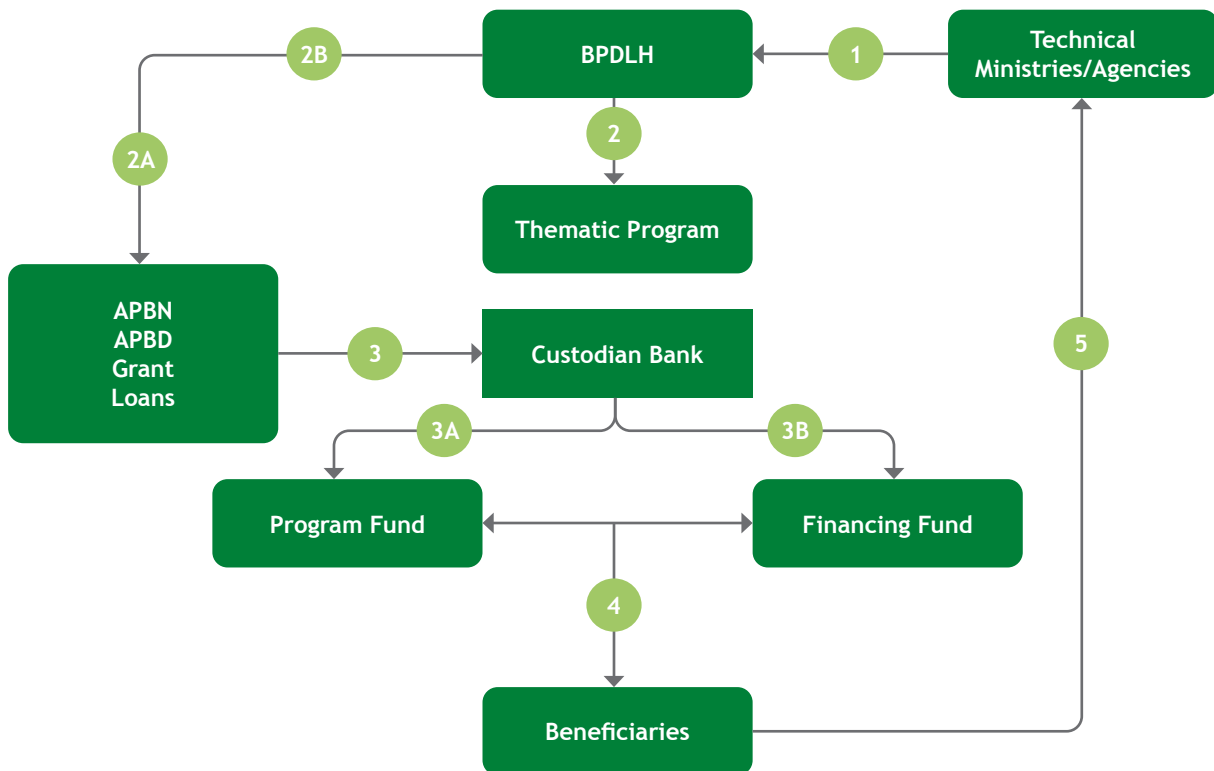 2B
BPDLH
1
Technical
Ministries/Agencies
2
2A
Thematic Program
APBN
APBD
Grant
Loans
3
Custodian Bank
5
3A
3B
Program Fund
Financing Fund
4
Beneficiaries